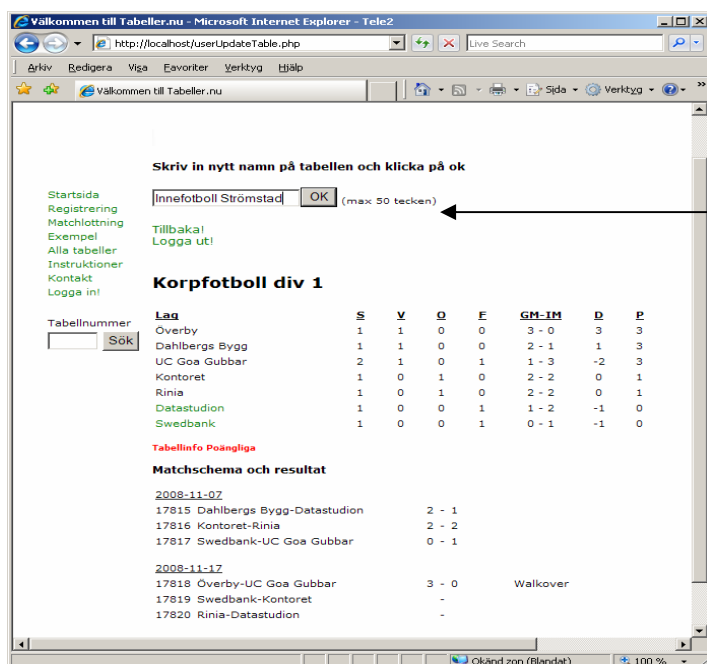 Välkommen till Tabeller.nu - Microsoft Internet Explorer - Tele2
http://localhost/userUpdateTable.php
Live Search
Arkiv Redigera Visa Favoriter Verktyg Hjälp
Välkommen till Tabeller.nu
Sida Verktyg
Skriv in nytt namn på tabellen och klicka på ok
Innefotboll Strömstad OK (max 50 tecken)
Tillbaka!
Logga ut!
Startsida
Registrering
Matchlottning
Exempel
Alla tabeller
Instruktioner
Kontakt
Logga in!
Tabellnummer
Sök
Korpfotboll div 1
Lag S V O F GM-IM D P
Överby 1 1 0 0 3 - 0 3 3
Dahlbergs Bygg 1 1 0 0 2 - 1 1 3
UC Goa Gubbar 2 1 0 1 1 - 3 -2 3
Kontoret 1 0 1 0 2 - 2 0 1
Rinia 1 0 1 0 2 - 2 0 1
Datastudion 1 0 0 1 1 - 2 -1 0
Swedbank 1 0 0 1 0 - 1 -1 0
Tabellinfo Poängliga
Matchschema och resultat
2008-11-07
17815 Dahlbergs Bygg-Datastudion 2 - 1
17816 Kontoret-Rinia 2 - 2
17817 Swedbank-UC Goa Gubbar 0 - 1
2008-11-17
17818 Överby-UC Goa Gubbar 3 - 0 Walkover
17819 Swedbank-Kontoret -
17820 Rinia-Datastudion -
Okänd zon (Blandat) 100 %